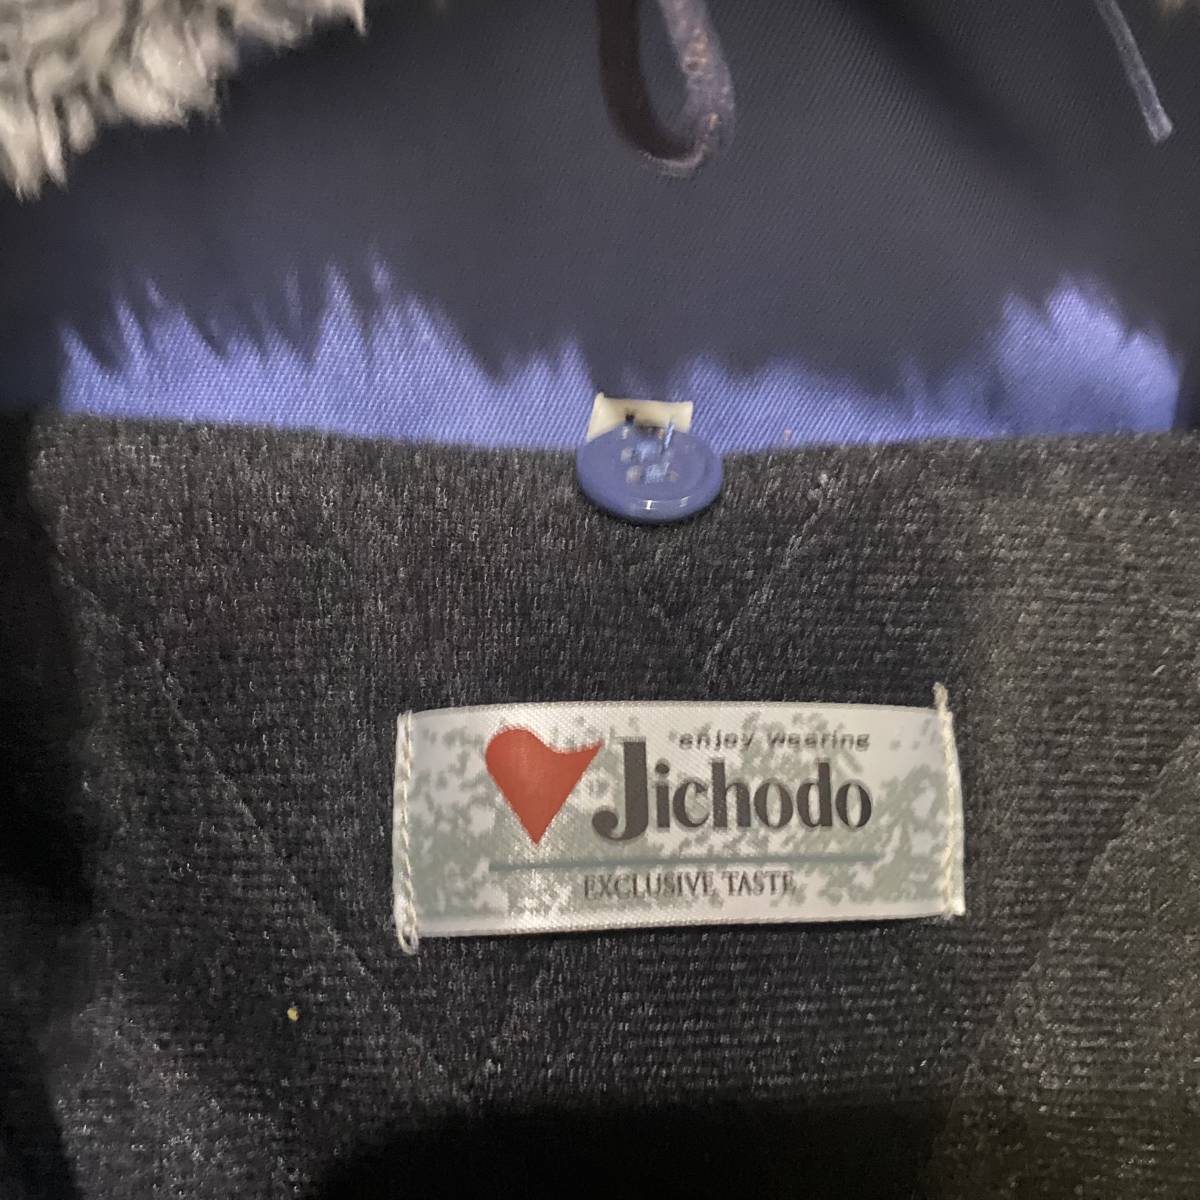 enjoy wearing
Jichodo
EXCLUSIVE TASTE